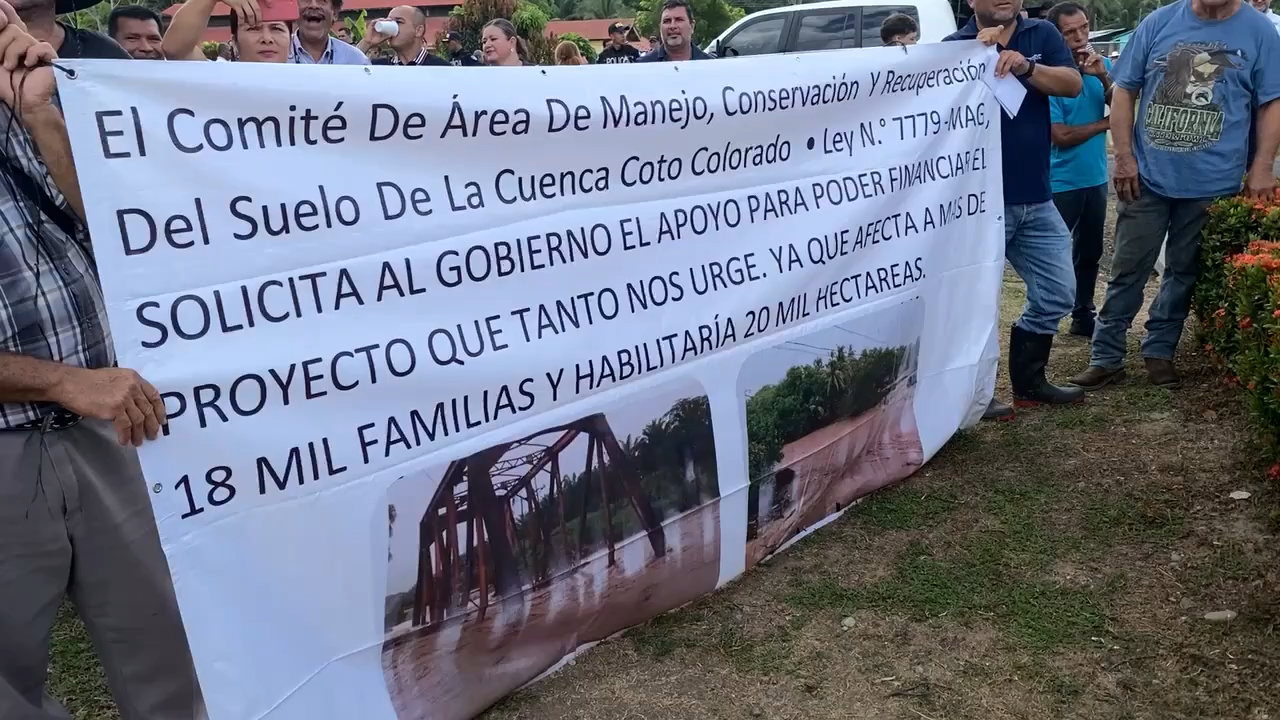 El Comité De Área De Manejo, Conservación Y Recuperación
Del Suelo De La Cuenca Coto Colorado • Ley N.° 7779-MAG,
SOLICITA AL GOBIERNO EL APOYO PARA PODER FINANCIAR EL
PROYECTO QUE TANTO NOS URGE. YA QUE AFECTA A MAS DE
18 MIL FAMILIAS Y HABILITARÍA 20 MIL HECTAREAS.
CALIFORNIA